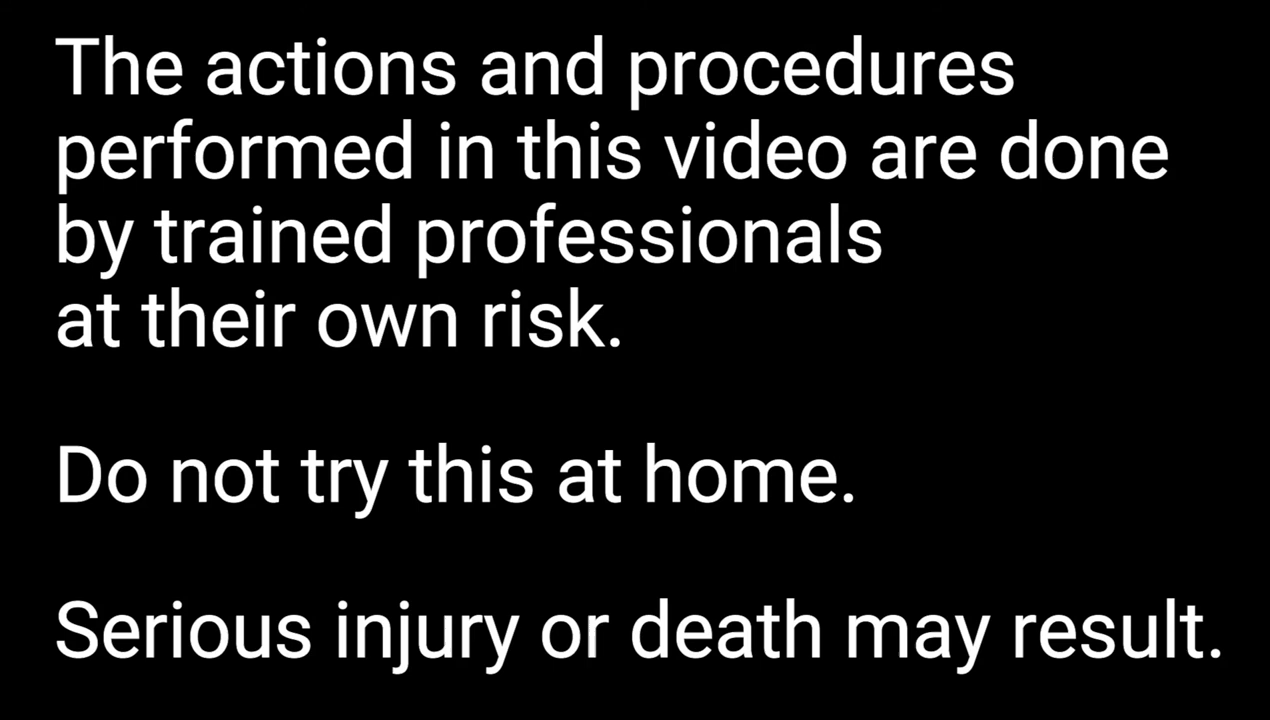 The actions and procedures
performed in this video are done
by trained professionals
at their own risk.
Do not try this at home.
Serious injury or death may result.